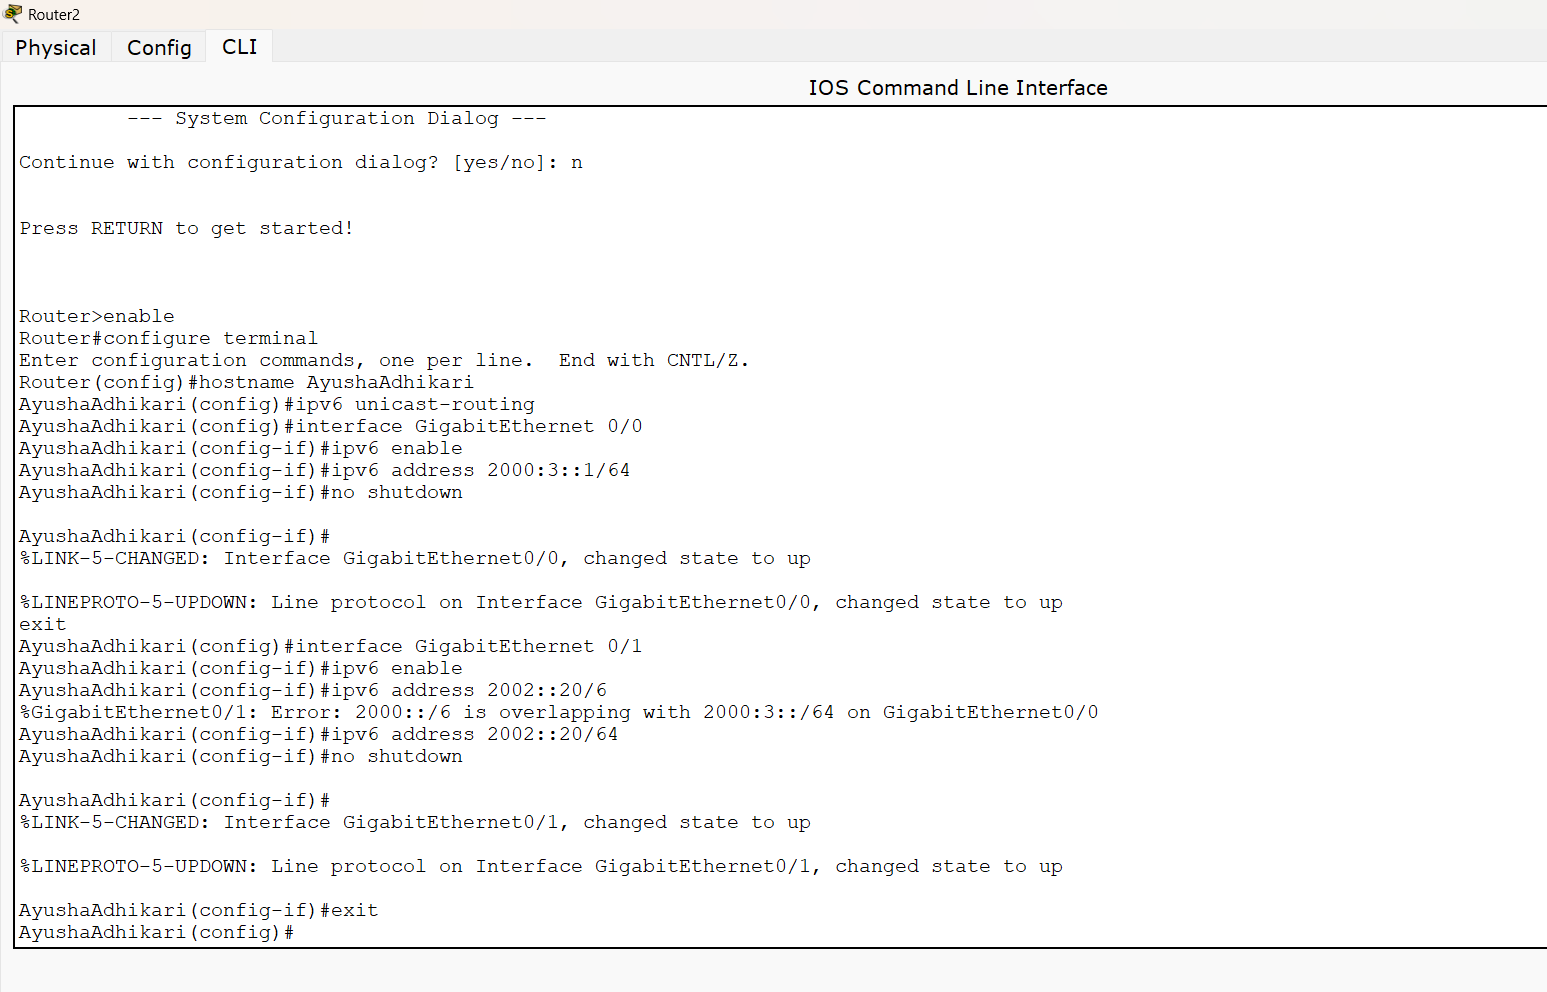 Router2
Physical Config CLI
IOS Command Line Interface
--- System Configuration Dialog ---
Continue with configuration dialog? [yes/no]: n
Press RETURN to get started!
Router>enable
Router#configure terminal
Enter configuration commands, one per line.  End with CNTL/Z.
Router(config)#hostname AyushaAdhikari
AyushaAdhikari(config)#ipv6 unicast-routing
AyushaAdhikari(config)#interface GigabitEthernet 0/0
AyushaAdhikari(config-if)#ipv6 enable
AyushaAdhikari(config-if)#ipv6 address 2000:3::1/64
AyushaAdhikari(config-if)#no shutdown
AyushaAdhikari(config-if)#
%LINK-5-CHANGED: Interface GigabitEthernet0/0, changed state to up
%LINEPROTO-5-UPDOWN: Line protocol on Interface GigabitEthernet0/0, changed state to up
exit
AyushaAdhikari(config)#interface GigabitEthernet 0/1
AyushaAdhikari(config-if)#ipv6 enable
AyushaAdhikari(config-if)#ipv6 address 2002::20/6
%GigabitEthernet0/1: Error: 2000::/6 is overlapping with 2000:3::/64 on GigabitEthernet0/0
AyushaAdhikari(config-if)#ipv6 address 2002::20/64
AyushaAdhikari(config-if)#no shutdown
AyushaAdhikari(config-if)#
%LINK-5-CHANGED: Interface GigabitEthernet0/1, changed state to up
%LINEPROTO-5-UPDOWN: Line protocol on Interface GigabitEthernet0/1, changed state to up
AyushaAdhikari(config-if)#exit
AyushaAdhikari(config)#